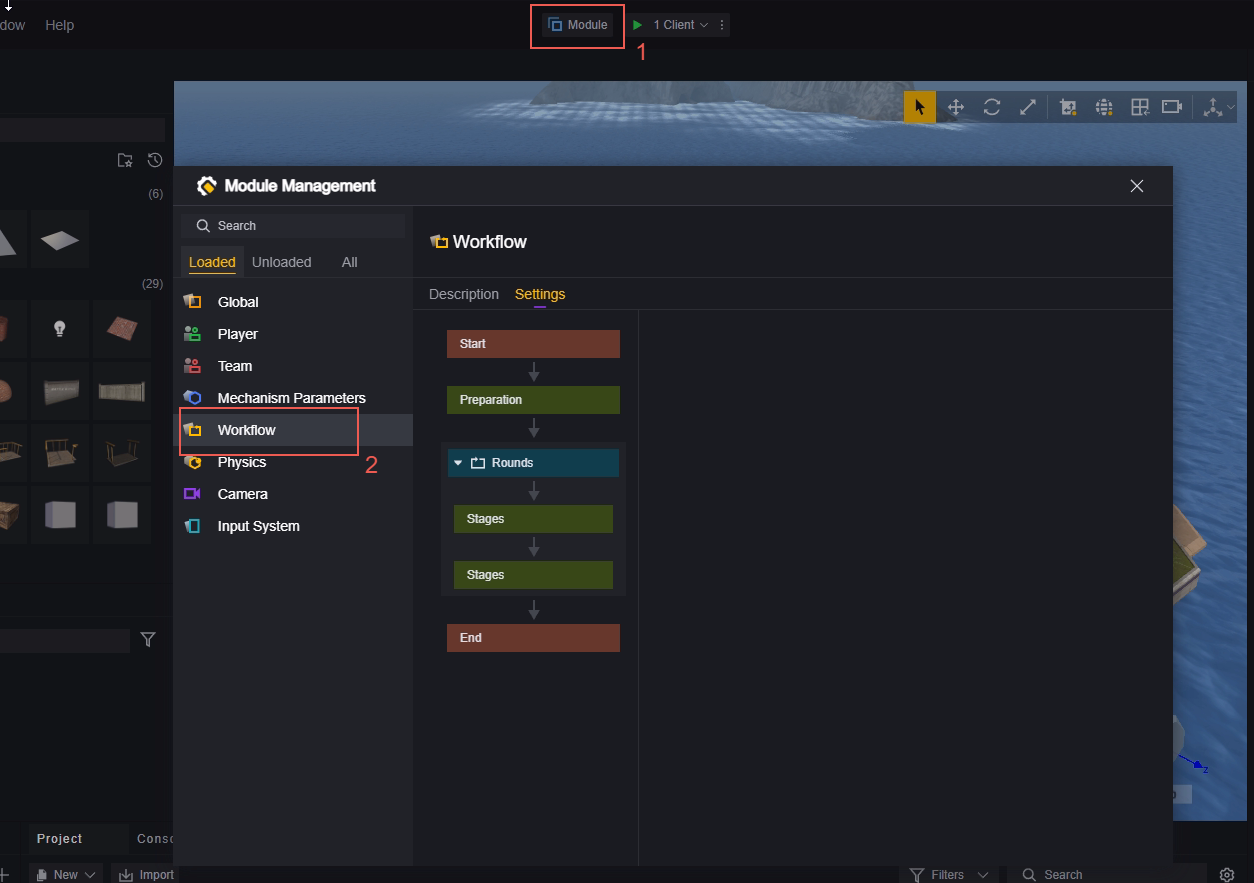 Help
Module
1 Client
1
(6)
(29)
Module Management
Search
Loaded
Unloaded
All
Global
Player
Team
Mechanism Parameters
Workflow
2
Physics
Camera
Input System
Workflow
Description
Settings
Start
Preparation
Rounds
Stages
Stages
End
z
Project
New
Import
Filters
Search